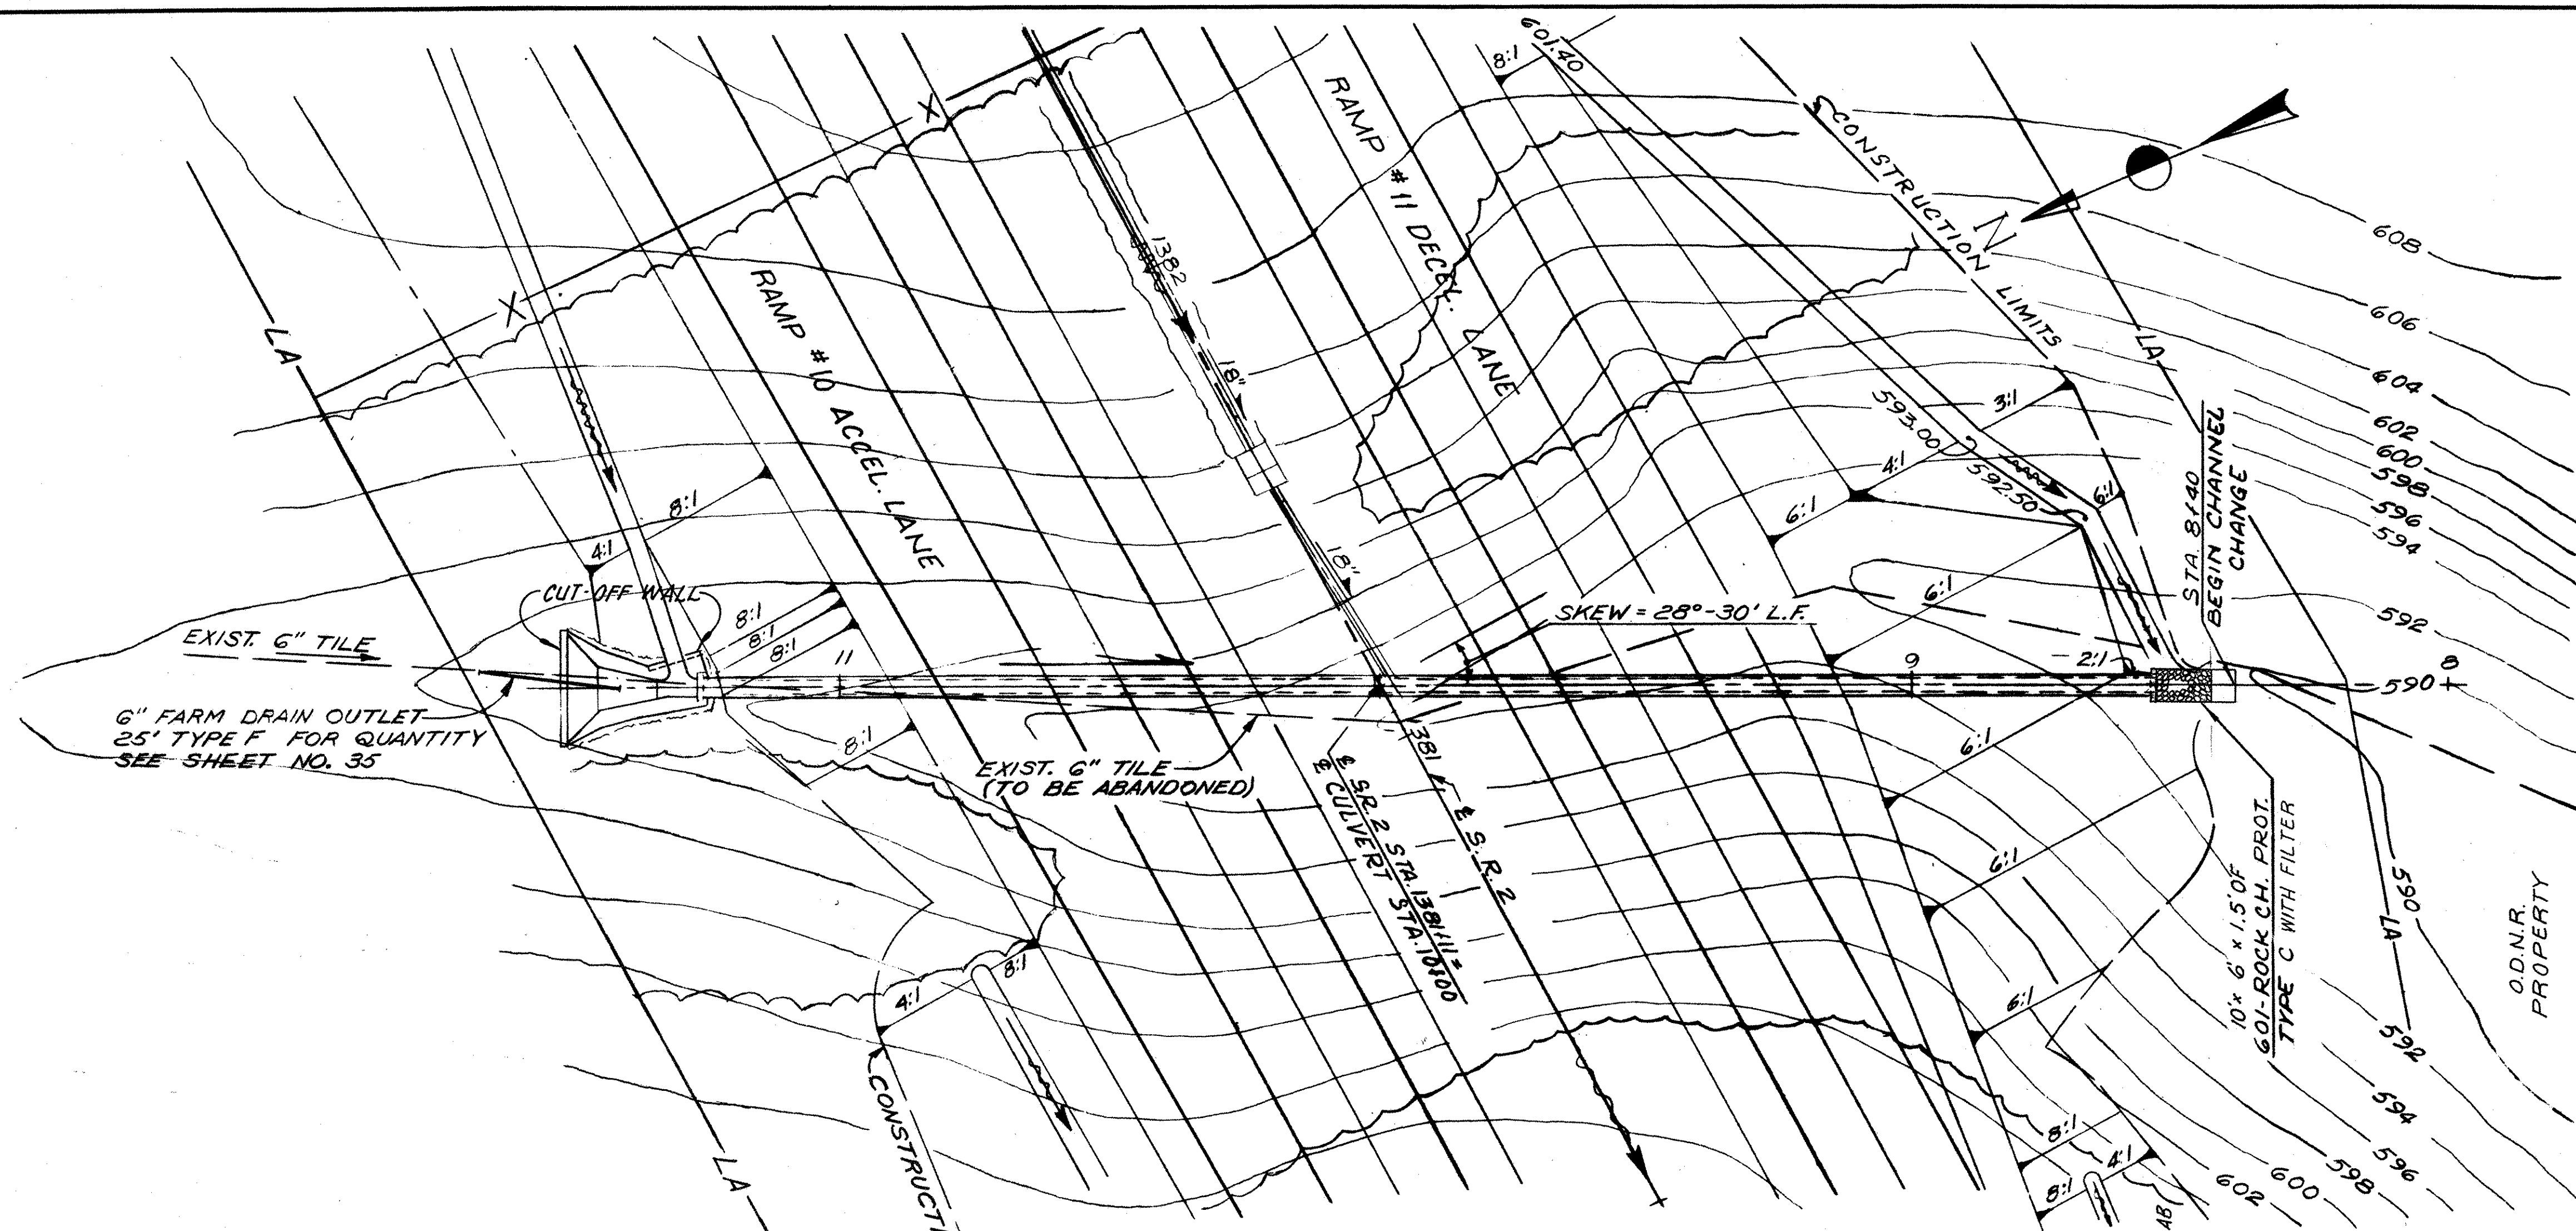 601.40
8:1
CONSTRUCTION LIMITS
N
608
606
604
602
600
598
596
594
592
590
8
X
X
LA
RAMP #10 ACCEL. LANE
RAMP #11 DECEL. LANE
1382
18"
18"
LA
3:1
593.00
4:1
592.50
6:1
6:1
6:1
STA. 8+40
BEGIN CHANNEL
CHANGE
8:1
4:1
CUT-OFF WALL
8:1
8:1
8:1
EXIST. 6" TILE
11
SKEW = 28°-30' L.F.
9
2:1
6" FARM DRAIN OUTLET
25' TYPE F FOR QUANTITY
SEE SHEET NO. 35
8:1
EXIST. 6" TILE
(TO BE ABANDONED)
1381
℄ S.R. 2
℄ S.R. 2 STA. 1381+11=
℄ CULVERT STA. 10+00
6:1
6:1
6:1
10' x 6' x 1.5' OF
601-ROCK CH. PROT.
TYPE C WITH FILTER
590
LA
592
594
596
598
600
602
O.D.N.R.
PROPERTY
8:1
4:1
CONSTRUCTI
LA
8:1
4:1
8:1
AB